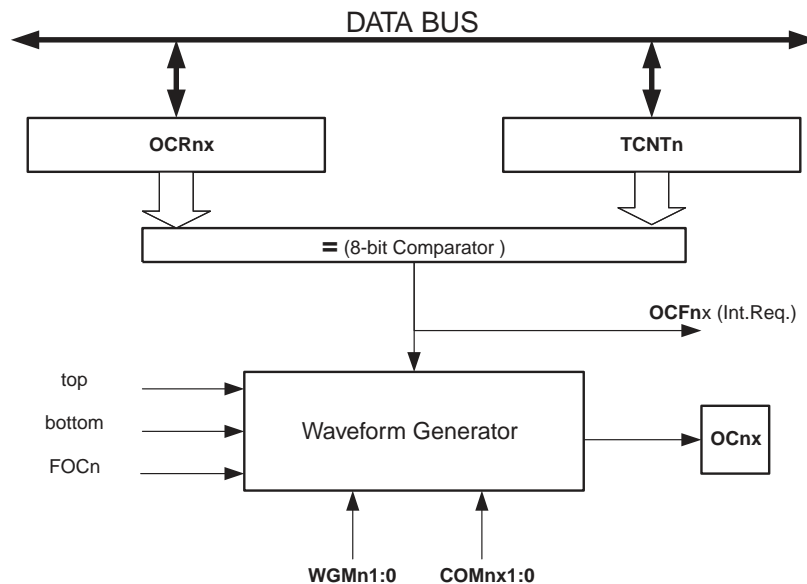 DATA BUS
OCRnx
TCNTn
= (8-bit Comparator )
OCFnx (Int.Req.)
top
bottom
FOCn
Waveform Generator
OCnx
WGMn1:0
COMnx1:0